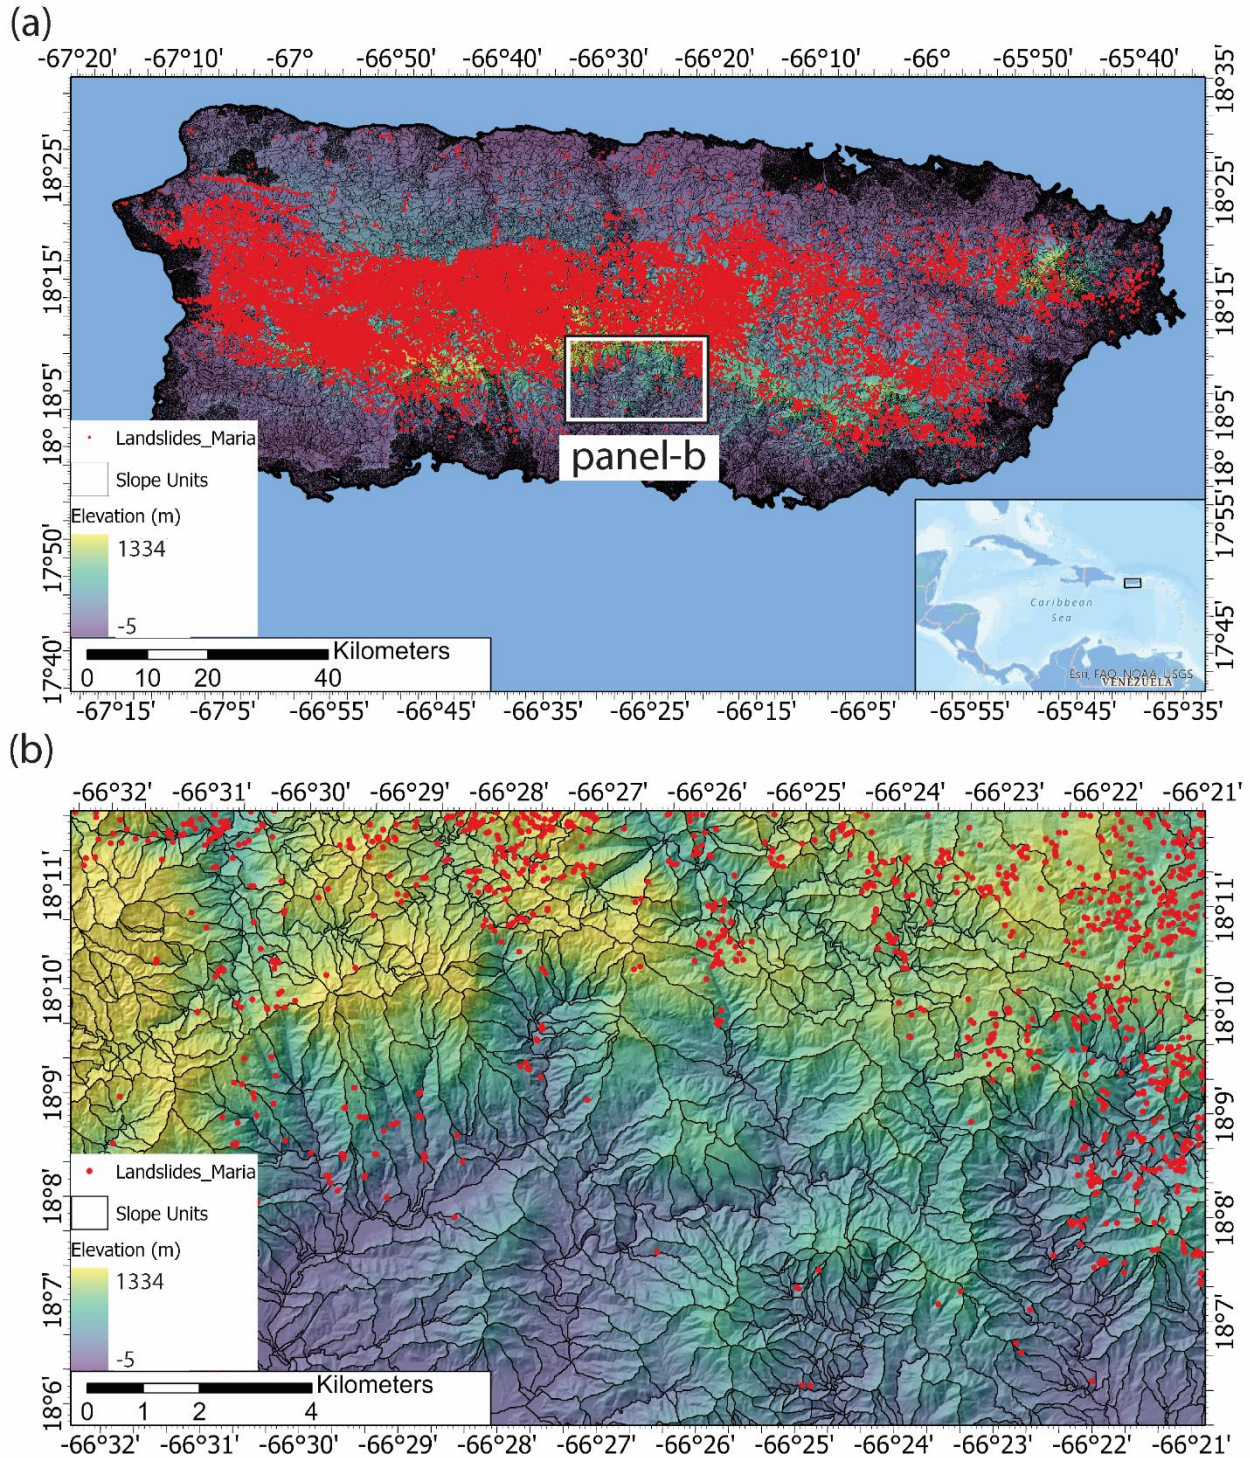 (a)
-67°20' -67°10' -67° -66°50' -66°40' -66°30' -66°20' -66°10' -66° -65°50' -65°40'
18°35'
18°25' 18°25'
18°15' 18°15'
18°5' 18°5'
18° 18°
panel-b
Landslides_Maria
Slope Units
Elevation (m)
1334
-5
17°55'
17°50'
17°45'
17°40'
Kilometers
0 10 20 40
Caribbean
Sea
Esri, FAO, NOAA, USGS
VENEZUELA
-67°15' -67°5' -66°55' -66°45' -66°35' -66°25' -66°15' -66°5' -65°55' -65°45' -65°35'
(b)
-66°32' -66°31' -66°30' -66°29' -66°28' -66°27' -66°26' -66°25' -66°24' -66°23' -66°22' -66°21'
18°11' 18°11'
18°10' 18°10'
18°9' 18°9'
18°8' 18°8'
18°7' 18°7'
18°6'
Landslides_Maria
Slope Units
Elevation (m)
1334
-5
Kilometers
0 1 2 4
-66°32' -66°31' -66°30' -66°29' -66°28' -66°27' -66°26' -66°25' -66°24' -66°23' -66°22' -66°21'